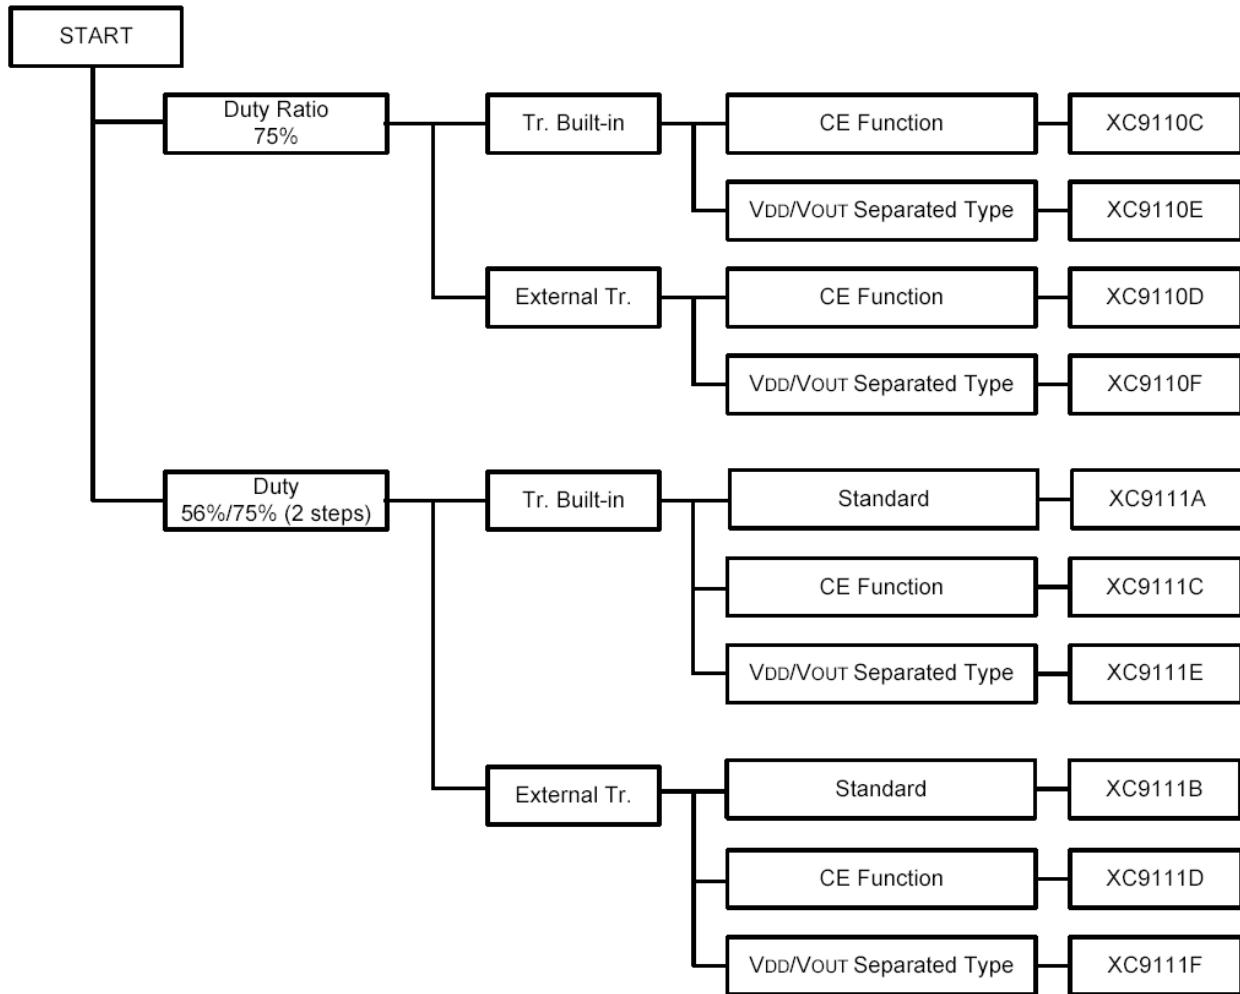 START
Duty Ratio
75%
Tr. Built-in
CE Function
XC9110C
VDD/VOUT Separated Type
XC9110E
External Tr.
CE Function
XC9110D
VDD/VOUT Separated Type
XC9110F
Duty
56%/75% (2 steps)
Tr. Built-in
Standard
XC9111A
CE Function
XC9111C
VDD/VOUT Separated Type
XC9111E
External Tr.
Standard
XC9111B
CE Function
XC9111D
VDD/VOUT Separated Type
XC9111F